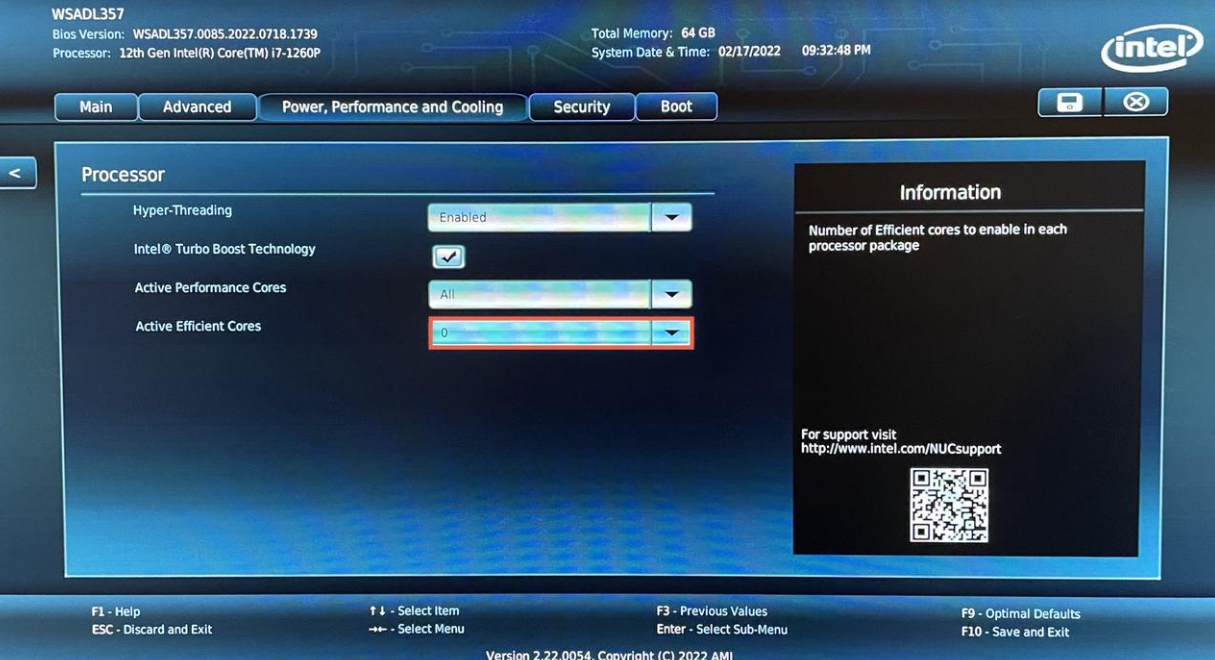 WSADL357
Bios Version: WSADL357.0085.2022.0718.1739
Processor: 12th Gen Intel(R) Core(TM) i7-1260P
Total Memory: 64 GB
System Date & Time: 02/17/2022 09:32:48 PM
intel
Main
Advanced
Power, Performance and Cooling
Security
Boot
<
Processor
Hyper-Threading
Enabled
Intel® Turbo Boost Technology
Active Performance Cores
All
Active Efficient Cores
0
Information
Number of Efficient cores to enable in each
processor package
For support visit
http://www.intel.com/NUCsupport
F1 - Help
ESC - Discard and Exit
↑↓ - Select Item
→← - Select Menu
F3 - Previous Values
Enter - Select Sub-Menu
F9 - Optimal Defaults
F10 - Save and Exit
Version 2.22.0054. Copyright (C) 2022 AMI